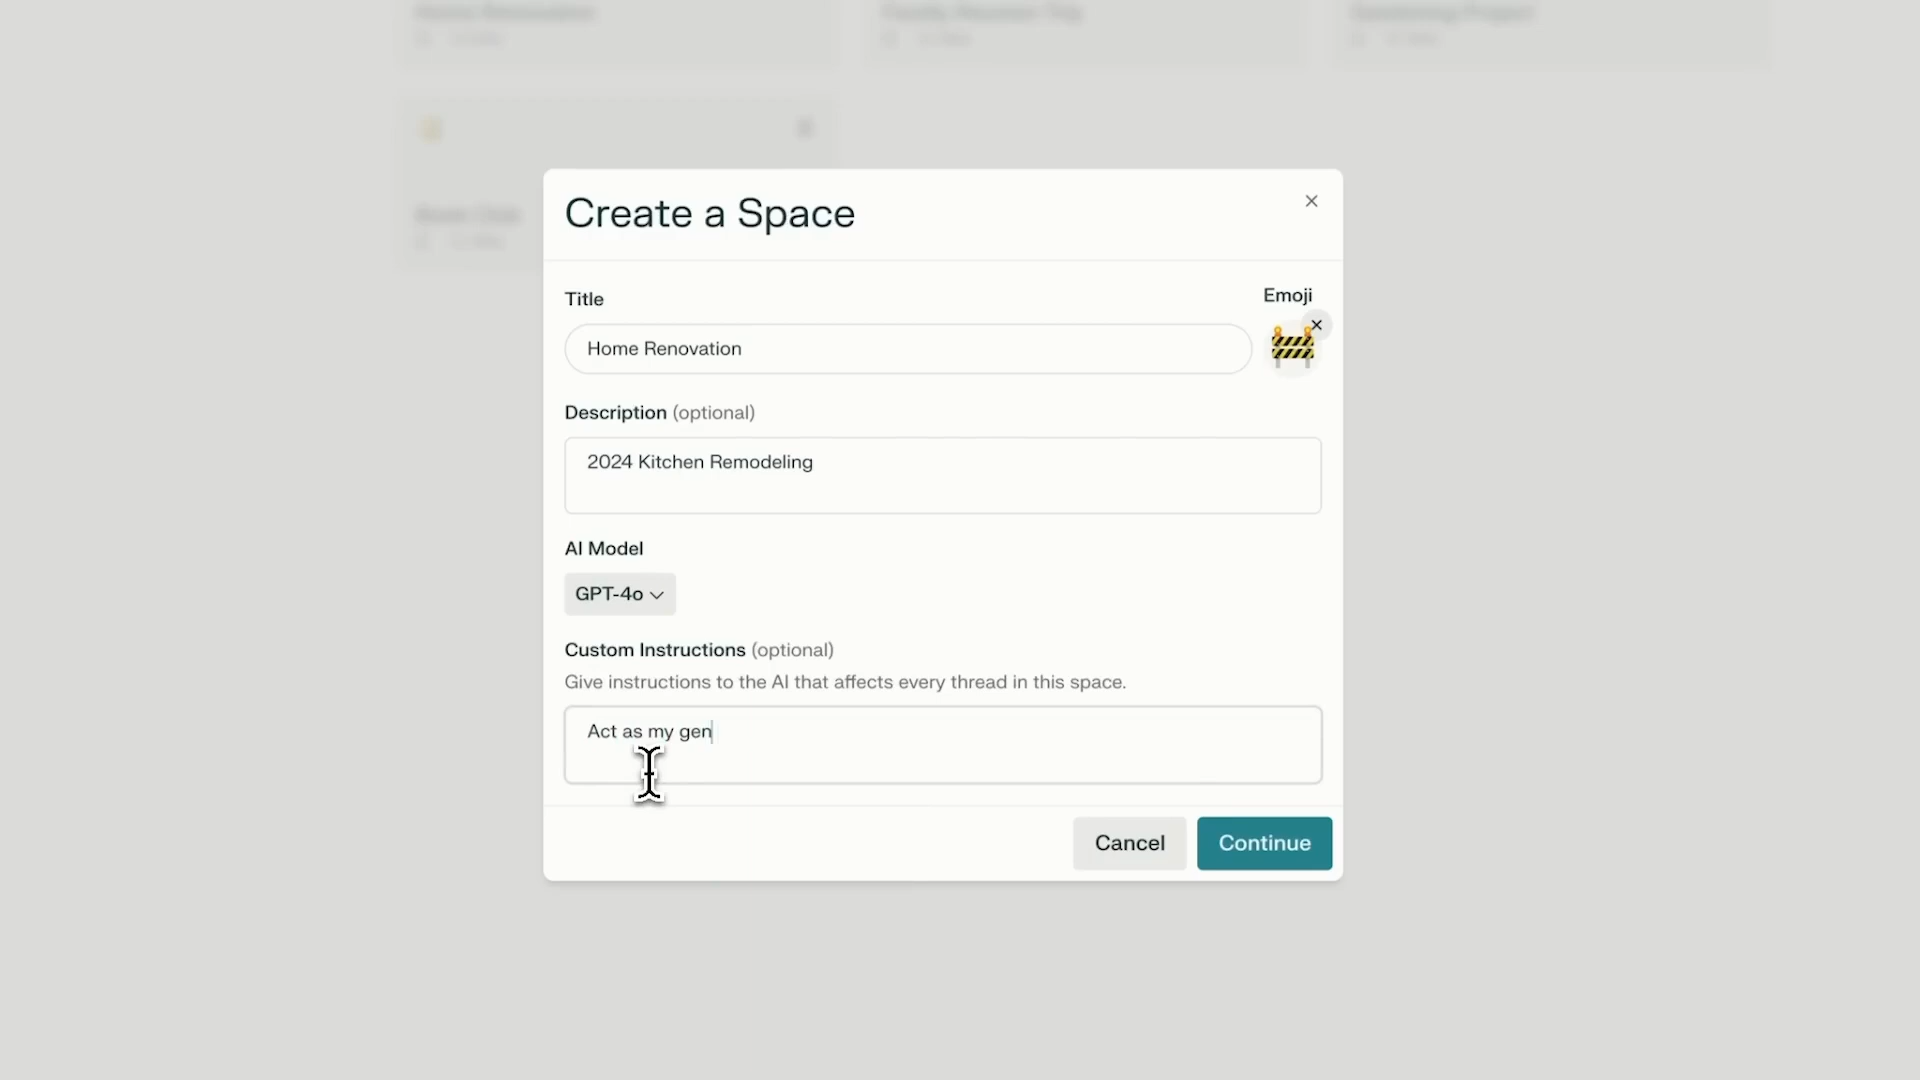 Create a Space
Title
Emoji
Home Renovation
Description (optional)
2024 Kitchen Remodeling
AI Model
GPT-4o
Custom Instructions (optional)
Give instructions to the AI that affects every thread in this space.
Act as my gen
Cancel
Continue